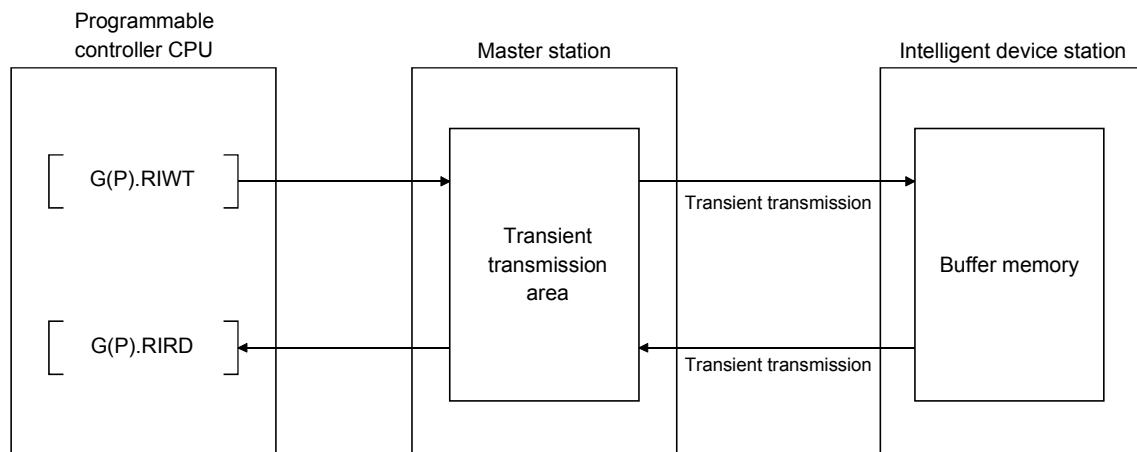 Programmable
controller CPU
Master station
Intelligent device station
G(P).RIWT
Transient transmission
Transient
transmission
area
Buffer memory
G(P).RIRD
Transient transmission